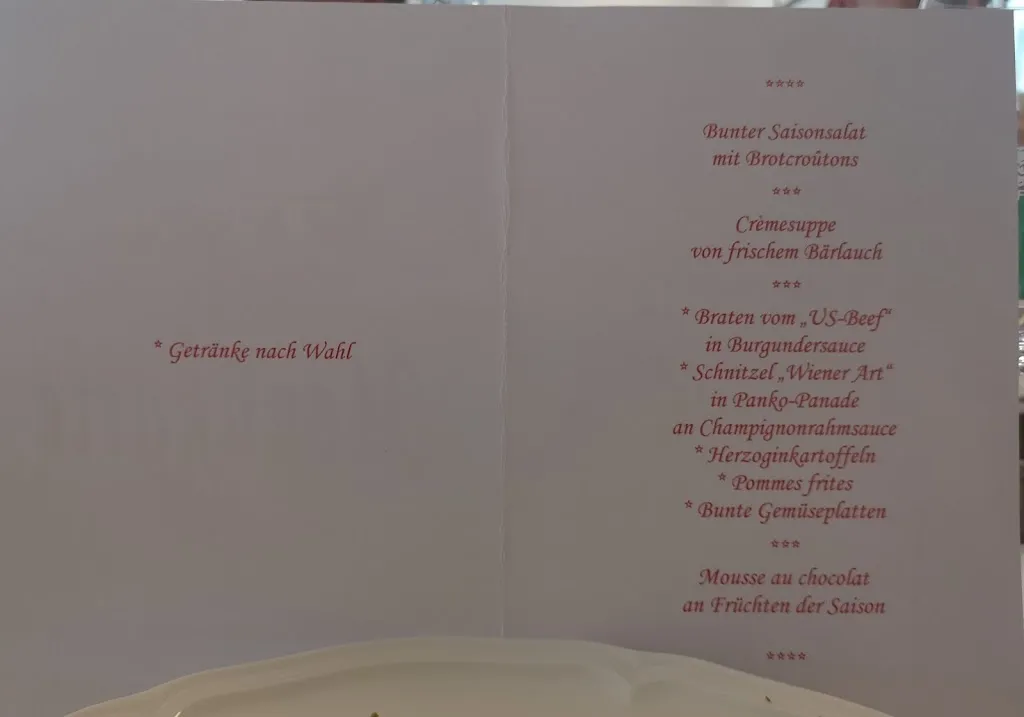 * Getränke nach Wahl
****
Bunter Saisonsalat
mit Brotcroûtons
***
Crèmesuppe
von frischem Bärlauch
***
* Braten vom „US-Beef“
in Burgundersauce
* Schnitzel „Wiener Art“
in Panko-Panade
an Champignonrahmsauce
* Herzoginkartoffeln
* Pommes frites
* Bunte Gemüseplatten
***
Mousse au chocolat
an Früchten der Saison
****